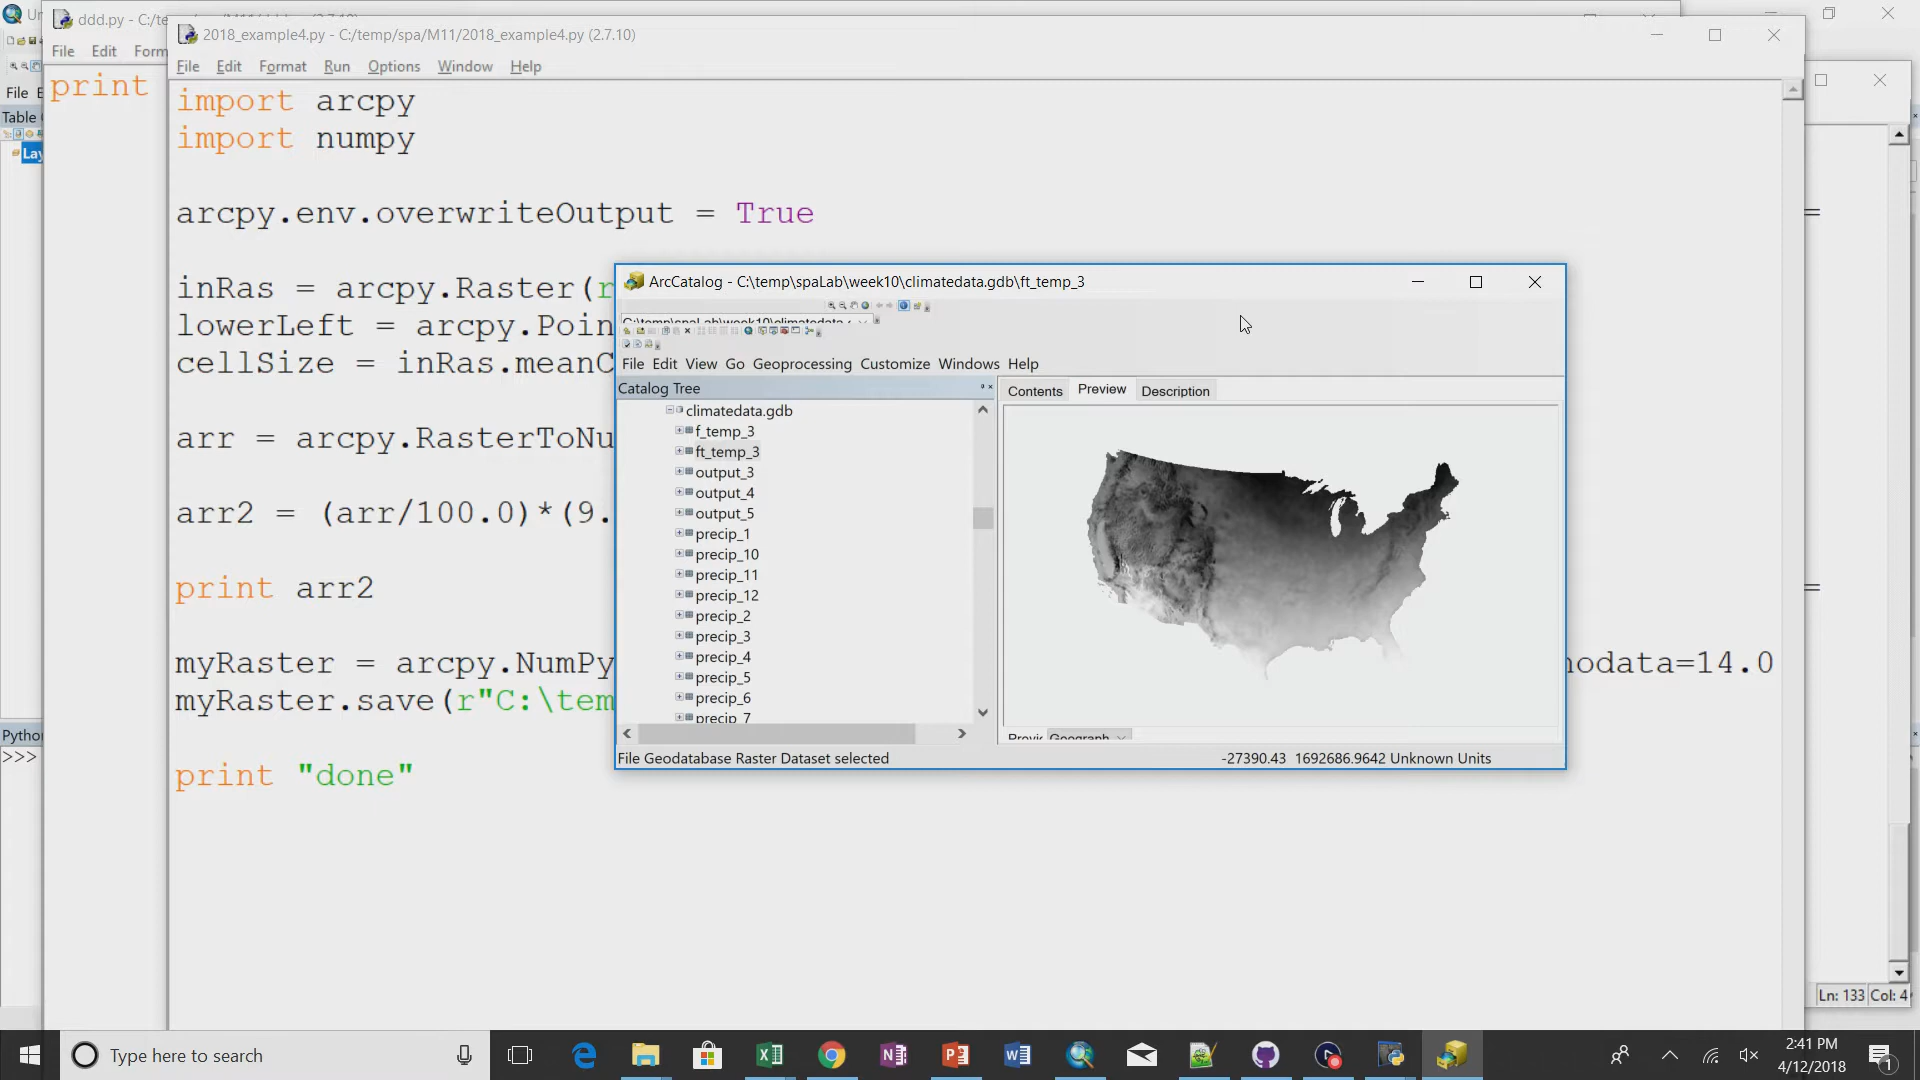 ddd.py - C:/te
File Edit Form
print
File E
Table
Lay
Python
>>>
2018_example4.py - C:/temp/spa/M11/2018_example4.py (2.7.10)
File Edit Format Run Options Window Help
import arcpy
import numpy
arcpy.env.overwriteOutput = True
inRas = arcpy.Raster(r
lowerLeft = arcpy.Poin
cellSize = inRas.meanC
arr = arcpy.RasterToNu
arr2 = (arr/100.0)*(9.
print arr2
myRaster = arcpy.NumPy
nodata=14.0
myRaster.save(r"C:\tem
print "done"
=
=
ArcCatalog - C:\temp\spaLab\week10\climatedata.gdb\ft_temp_3
File Edit View Go Geoprocessing Customize Windows Help
Catalog Tree
climatedata.gdb
f_temp_3
ft_temp_3
output_3
output_4
output_5
precip_1
precip_10
precip_11
precip_12
precip_2
precip_3
precip_4
precip_5
precip_6
precip_7
Contents Preview Description
Geograph
File Geodatabase Raster Dataset selected
-27390.43 1692686.9642 Unknown Units
Ln: 133 Col: 4
Type here to search
2:41 PM
4/12/2018
1